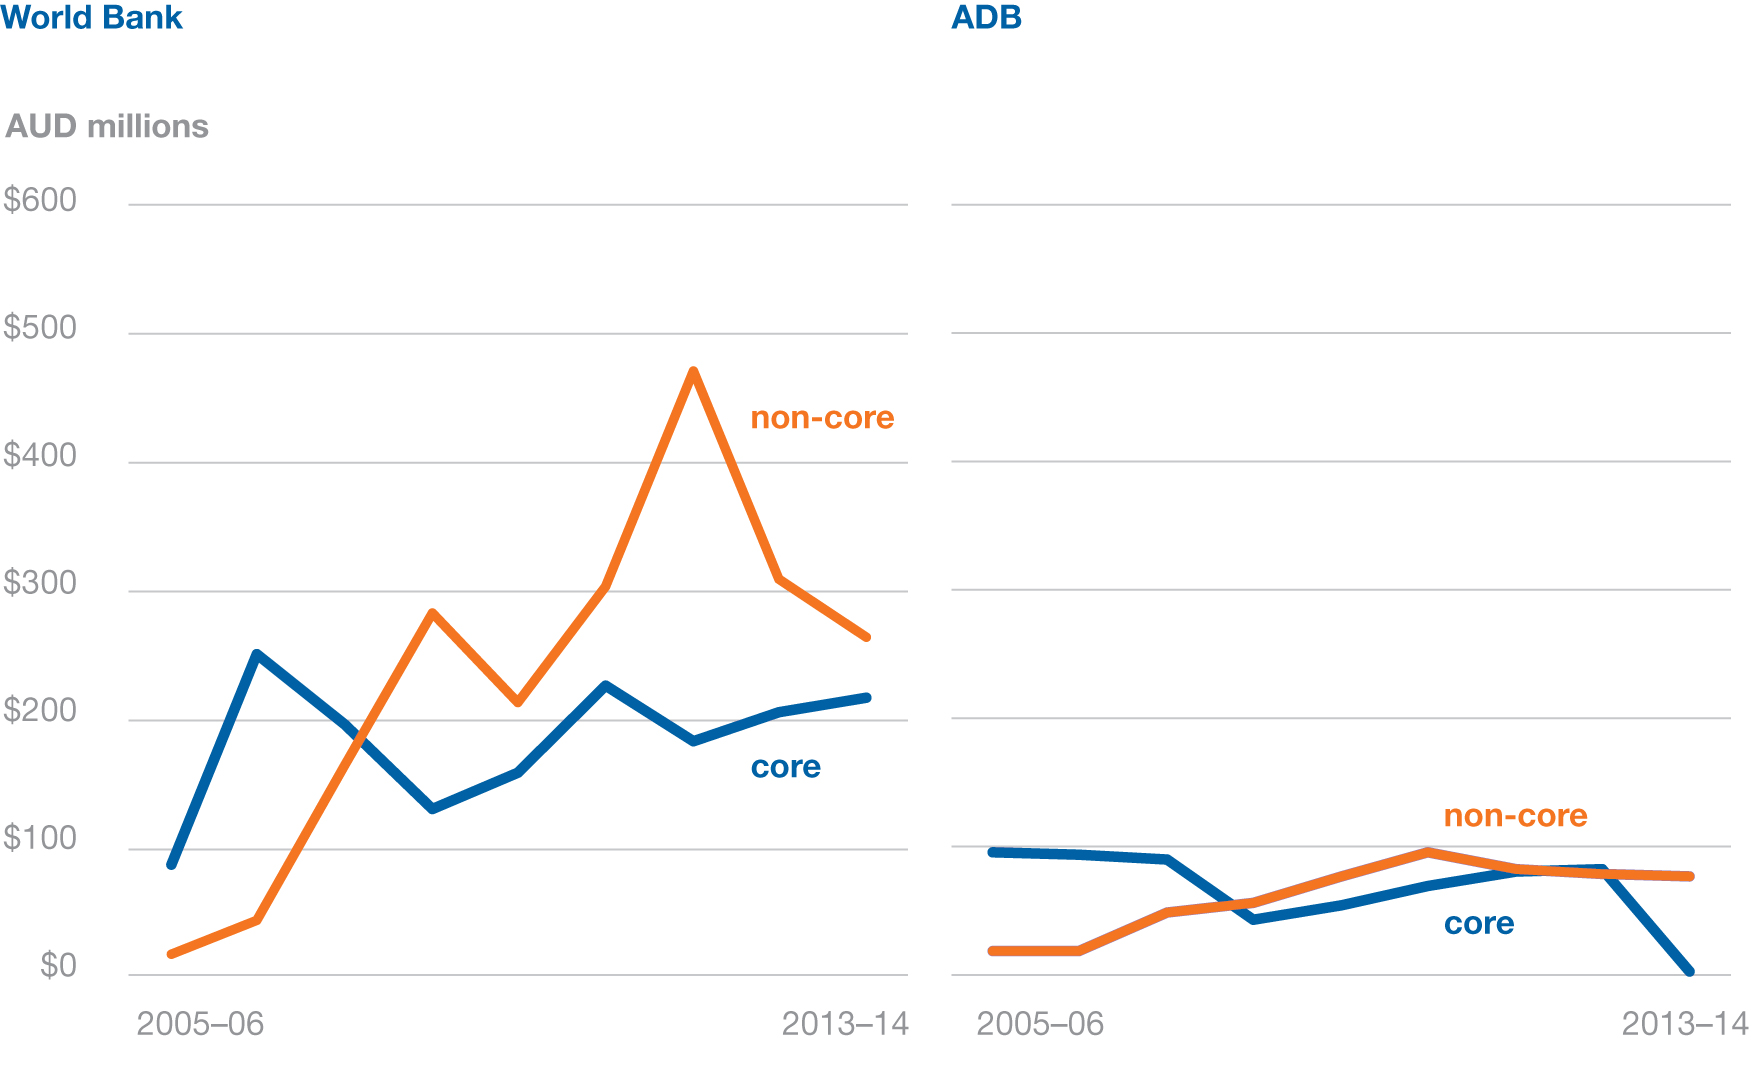 World Bank
ADB
AUD millions
$600
$500
$400
$300
$200
$100
$0
non-core
core
non-core
core
2005–06
2013–14
2005–06
2013–14